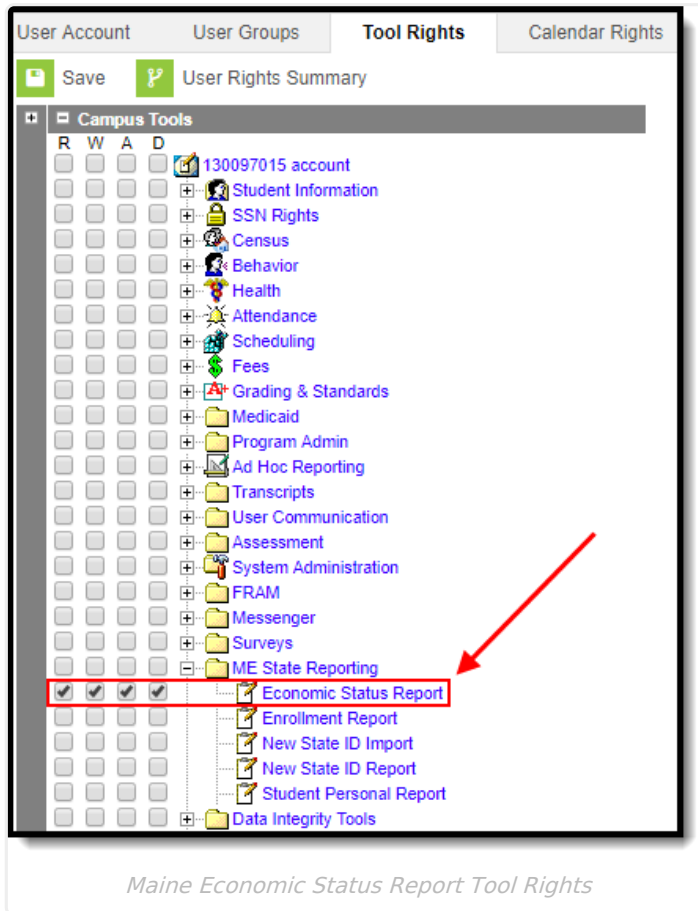 User Account User Groups Tool Rights Calendar Rights
Save User Rights Summary
Campus Tools
R W A D
130097015 account
Student Information
SSN Rights
Census
Behavior
Health
Attendance
Scheduling
Fees
Grading & Standards
Medicaid
Program Admin
Ad Hoc Reporting
Transcripts
User Communication
Assessment
System Administration
FRAM
Messenger
Surveys
ME State Reporting
Economic Status Report
Enrollment Report
New State ID Import
New State ID Report
Student Personal Report
Data Integrity Tools
Maine Economic Status Report Tool Rights